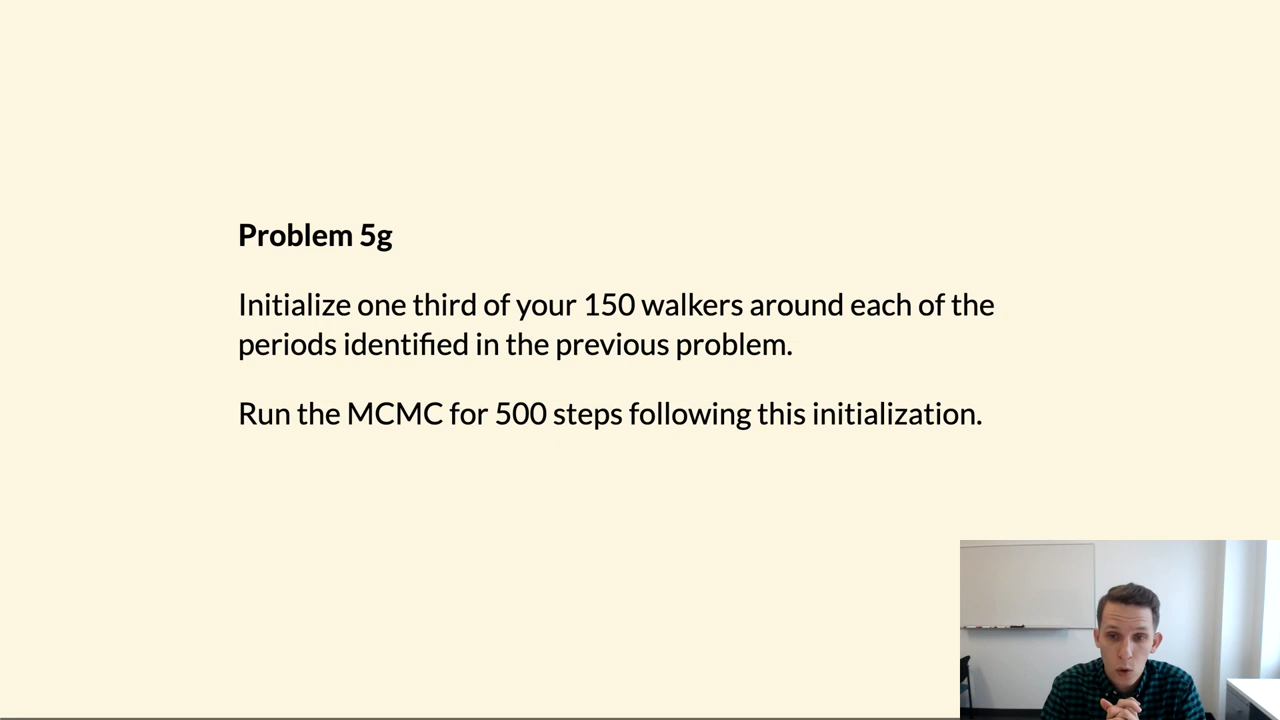 Problem 5g
Initialize one third of your 150 walkers around each of the
periods identified in the previous problem.
Run the MCMC for 500 steps following this initialization.